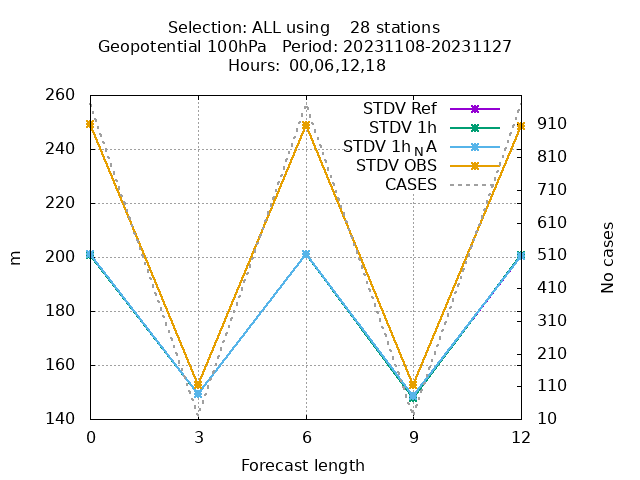 Selection: ALL using    28 stations
Geopotential 100hPa   Period: 20231108-20231127
Hours: 00,06,12,18
STDV Ref
STDV 1h
STDV 1h_N A
STDV OBS
CASES
260
240
220
200
180
160
140
m
910
810
710
610
510
410
310
210
110
10
No cases
0 3 6 9 12
Forecast length